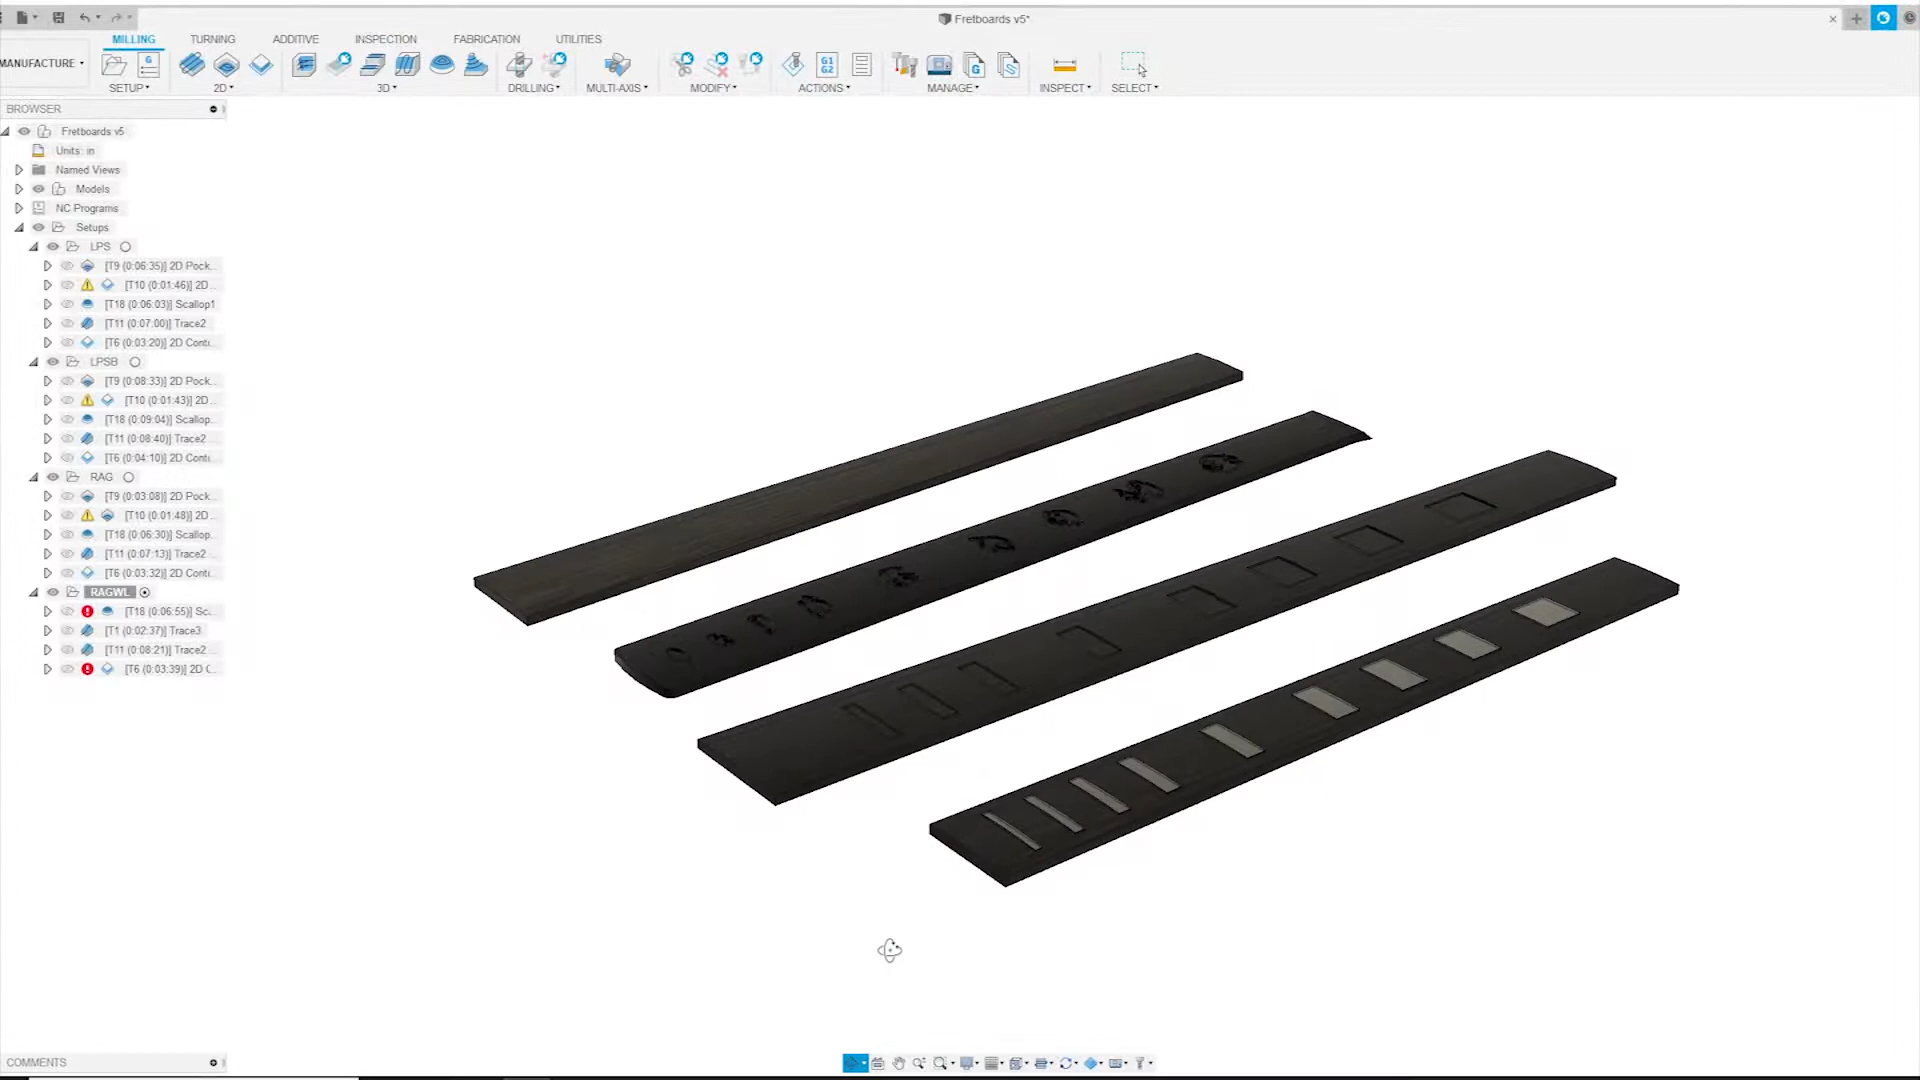 Fretboards v5*
MILLING TURNING ADDITIVE INSPECTION FABRICATION UTILITIES
MANUFACTURE
G G1 G2 G
SETUP 2D 3D DRILLING MULTI-AXIS MODIFY ACTIONS MANAGE INSPECT SELECT
BROWSER
Fretboards v5
Units: in
Named Views
Models
NC Programs
Setups
LPS
[T9 (0:06:35)] 2D Pock...
[T10 (0:01:46)] 2D...
[T18 (0:06:03)] Scallop1
[T11 (0:07:00)] Trace2
[T6 (0:03:20)] 2D Conto...
LPSB
[T9 (0:08:33)] 2D Pock...
[T10 (0:01:43)] 2D...
[T18 (0:09:04)] Scallop...
[T11 (0:08:40)] Trace2...
[T6 (0:04:10)] 2D Conto...
RAG
[T9 (0:03:08)] 2D Pock...
[T10 (0:01:48)] 2D...
[T18 (0:06:30)] Scallop...
[T11 (0:07:13)] Trace2...
[T6 (0:03:32)] 2D Conto...
RAGWL
[T18 (0:06:55)] Sc...
[T1 (0:02:37)] Trace3
[T11 (0:08:21)] Trace2...
[T6 (0:03:39)] 2D C...
COMMENTS